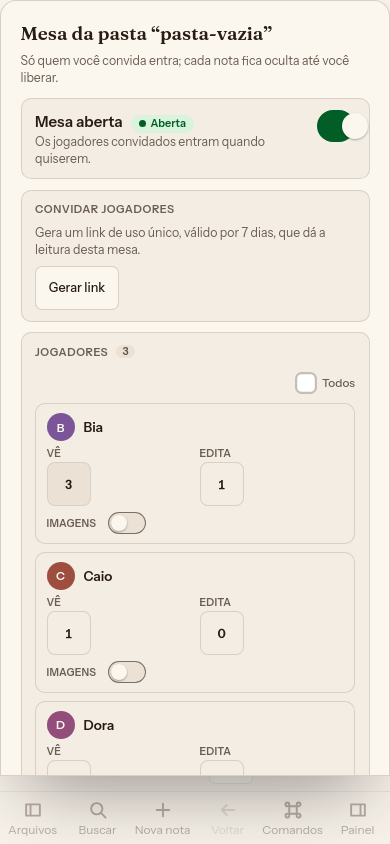 Mesa da pasta “pasta-vazia”
Só quem você convida entra; cada nota fica oculta até você
liberar.
Mesa aberta
Aberta
Os jogadores convidados entram quando
quiserem.
CONVIDAR JOGADORES
Gera um link de uso único, válido por 7 dias, que dá a
leitura desta mesa.
Gerar link
JOGADORES 3
Todos
B Bia
VÊ EDITA
3 1
IMAGENS
C Caio
VÊ EDITA
1 0
IMAGENS
D Dora
VÊ EDITA
Arquivos Buscar Nova nota Voltar Comandos Painel